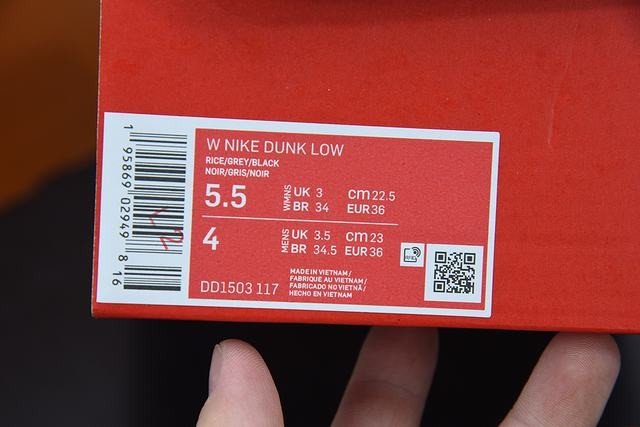 W NIKE DUNK LOW
RICE/GREY/BLACK
NOIR/GRIS/NOIR
5.5 WMNS UK 3 cm 22.5
BR 34 EUR 36
4 MENS UK 3.5 cm 23
BR 34.5 EUR 36
DD1503 117
MADE IN VIETNAM/
FABRIQUE AU VIETNAM/
FABRICADO NO VIETNÃ/
HECHO EN VIETNAM
RFID
1 95869 02949 8 16